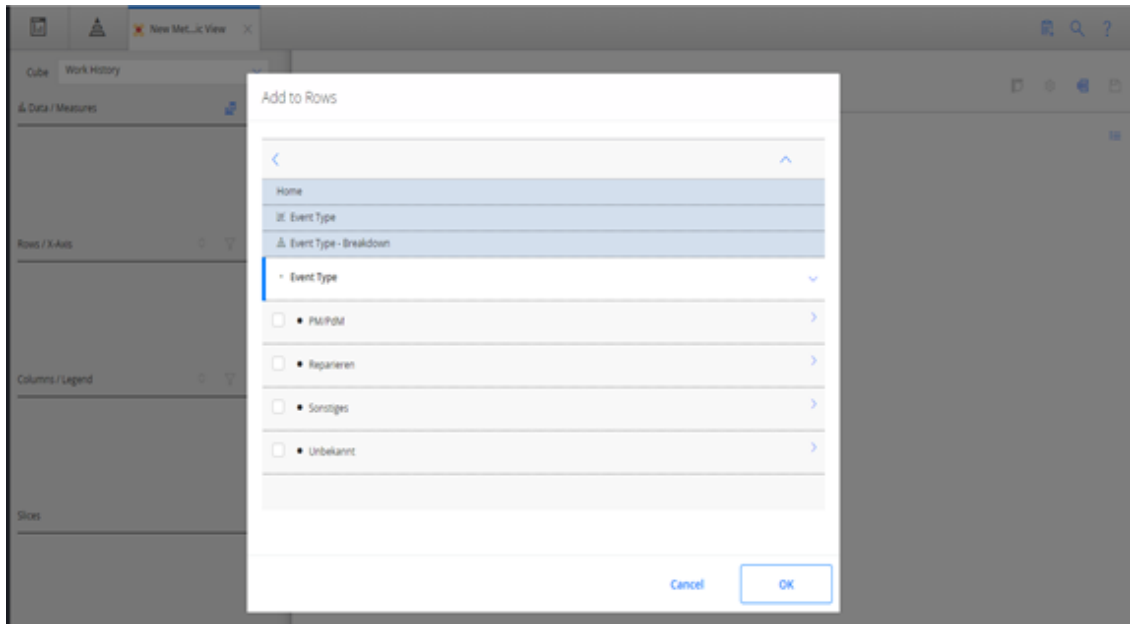 New Met...ic View
?
Cube Work History
Data / Measures
Rows / X-Axis
Columns / Legend
Slices
Add to Rows
Home
Event Type
Event Type - Breakdown
Event Type
PM/PdM
Reparieren
Sonstiges
Unbekannt
Cancel OK